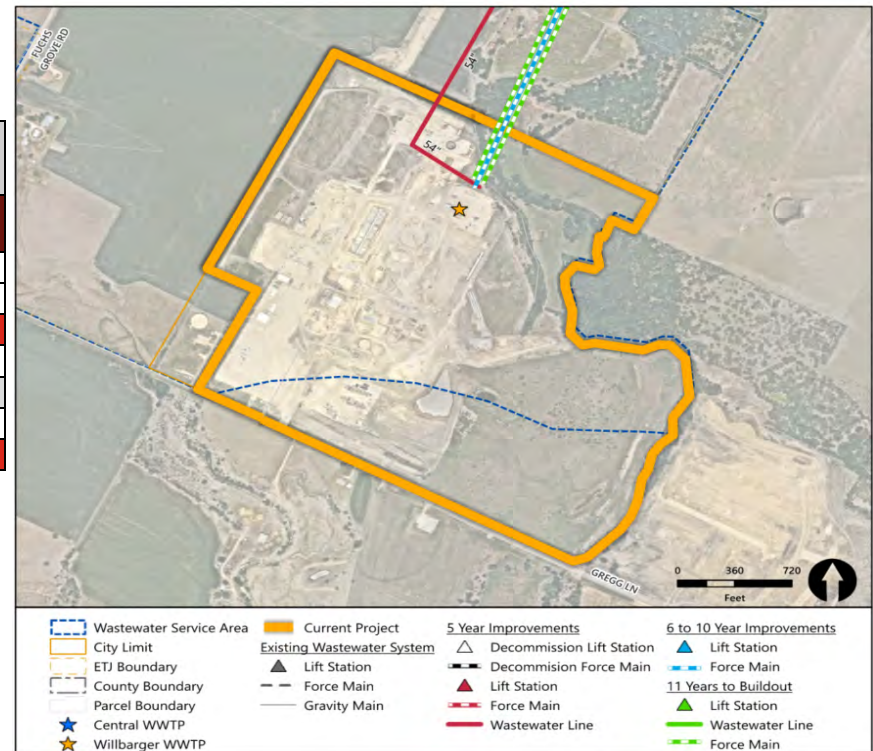 FUCHS
GROVE RD
54"
54"
GREGG LN
0 360 720
Feet
Wastewater Service Area
City Limit
ETJ Boundary
County Boundary
Parcel Boundary
Central WWTP
Willbarger WWTP
Current Project
Existing Wastewater System
Lift Station
Force Main
Gravity Main
5 Year Improvements
Decommission Lift Station
Decommission Force Main
Lift Station
Force Main
Wastewater Line
6 to 10 Year Improvements
Lift Station
Force Main
11 Years to Buildout
Lift Station
Wastewater Line
Force Main